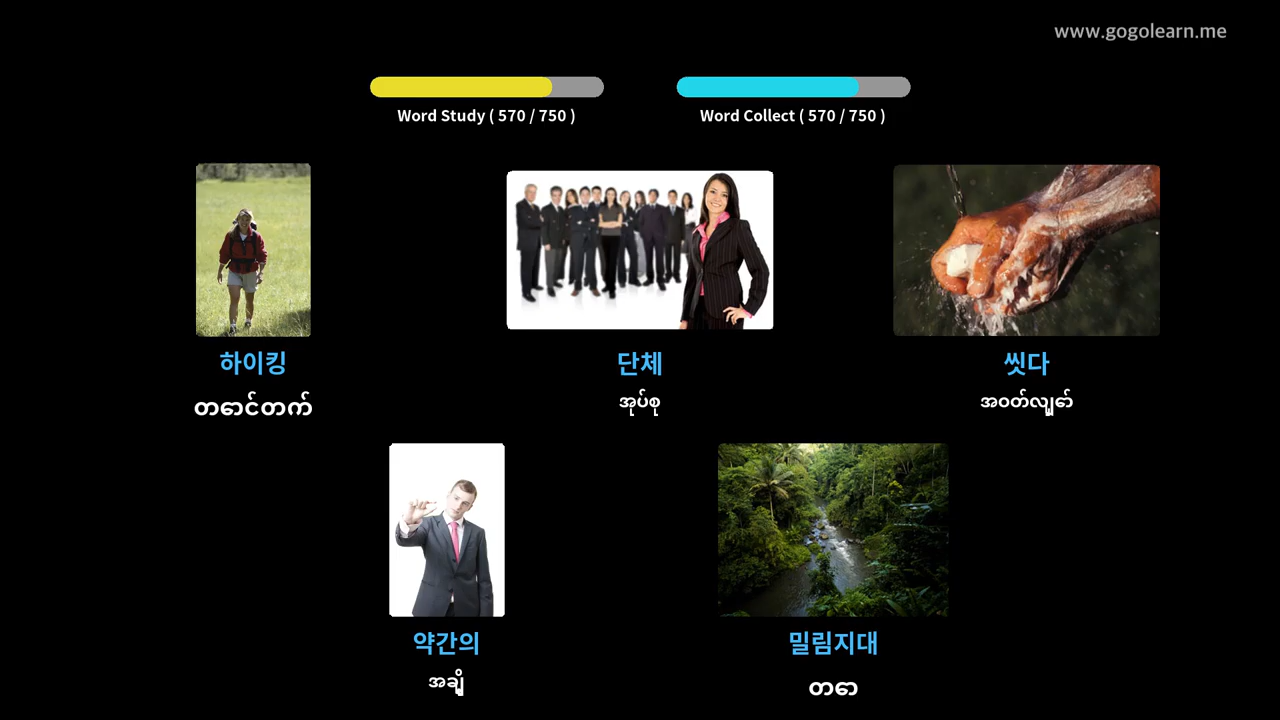 www.gogolearn.me
Word Study ( 570 / 750 )
Word Collect ( 570 / 750 )
하이킹
တောင်တက်
단체
အုပ်စု
씻다
အဝတ်လျှော်
약간의
အချို့
밀림지대
တော